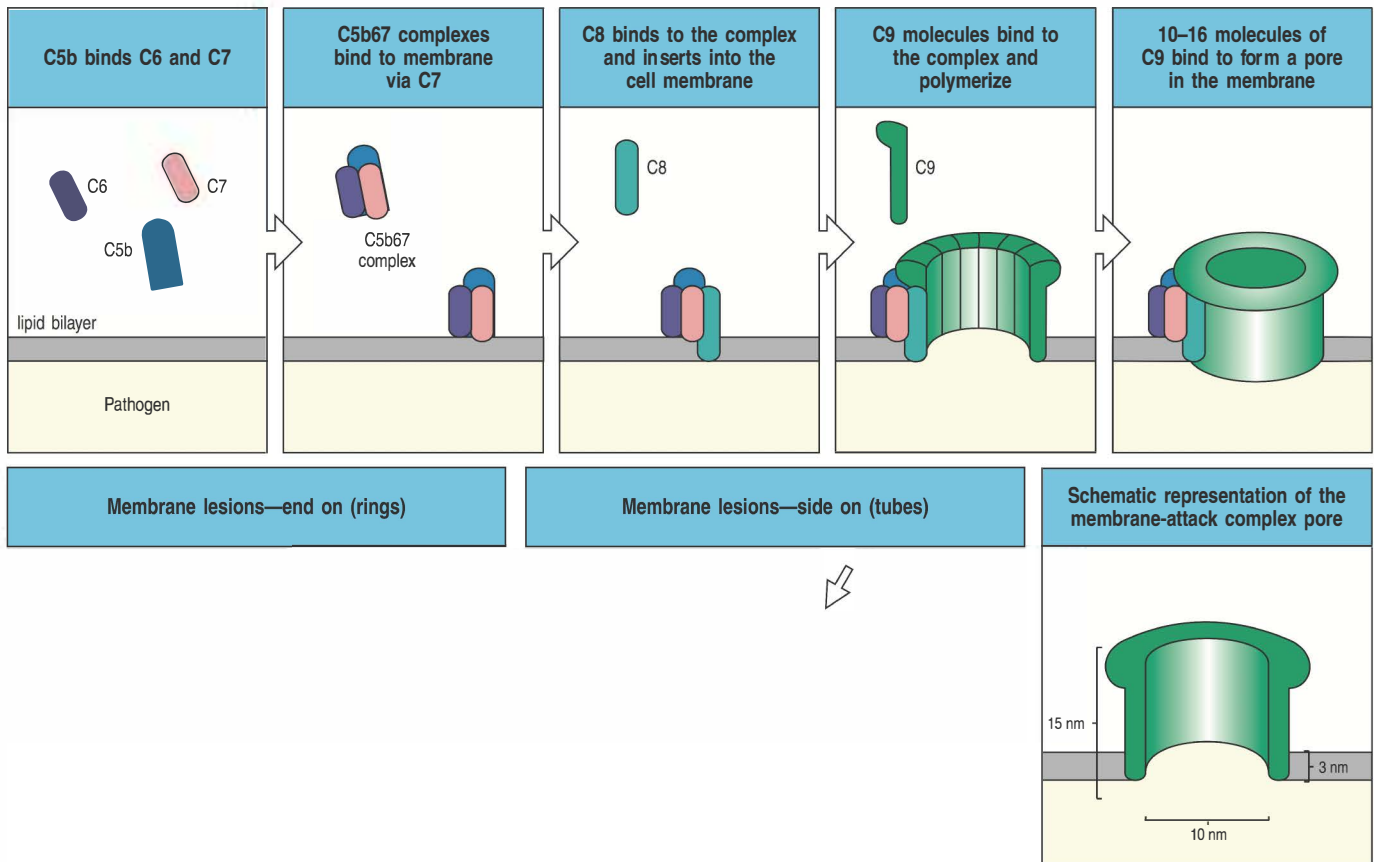 C5b binds C6 and C7
C5b67 complexes
bind to membrane
via C7
C8 binds to the complex
and inserts into the
cell membrane
C9 molecules bind to
the complex and
polymerize
10–16 molecules of
C9 bind to form a pore
in the membrane
C6
C7
C5b
lipid bilayer
Pathogen
C5b67
complex
C8
C9
Membrane lesions—end on (rings)
Membrane lesions—side on (tubes)
Schematic representation of the
membrane-attack complex pore
15 nm
3 nm
10 nm